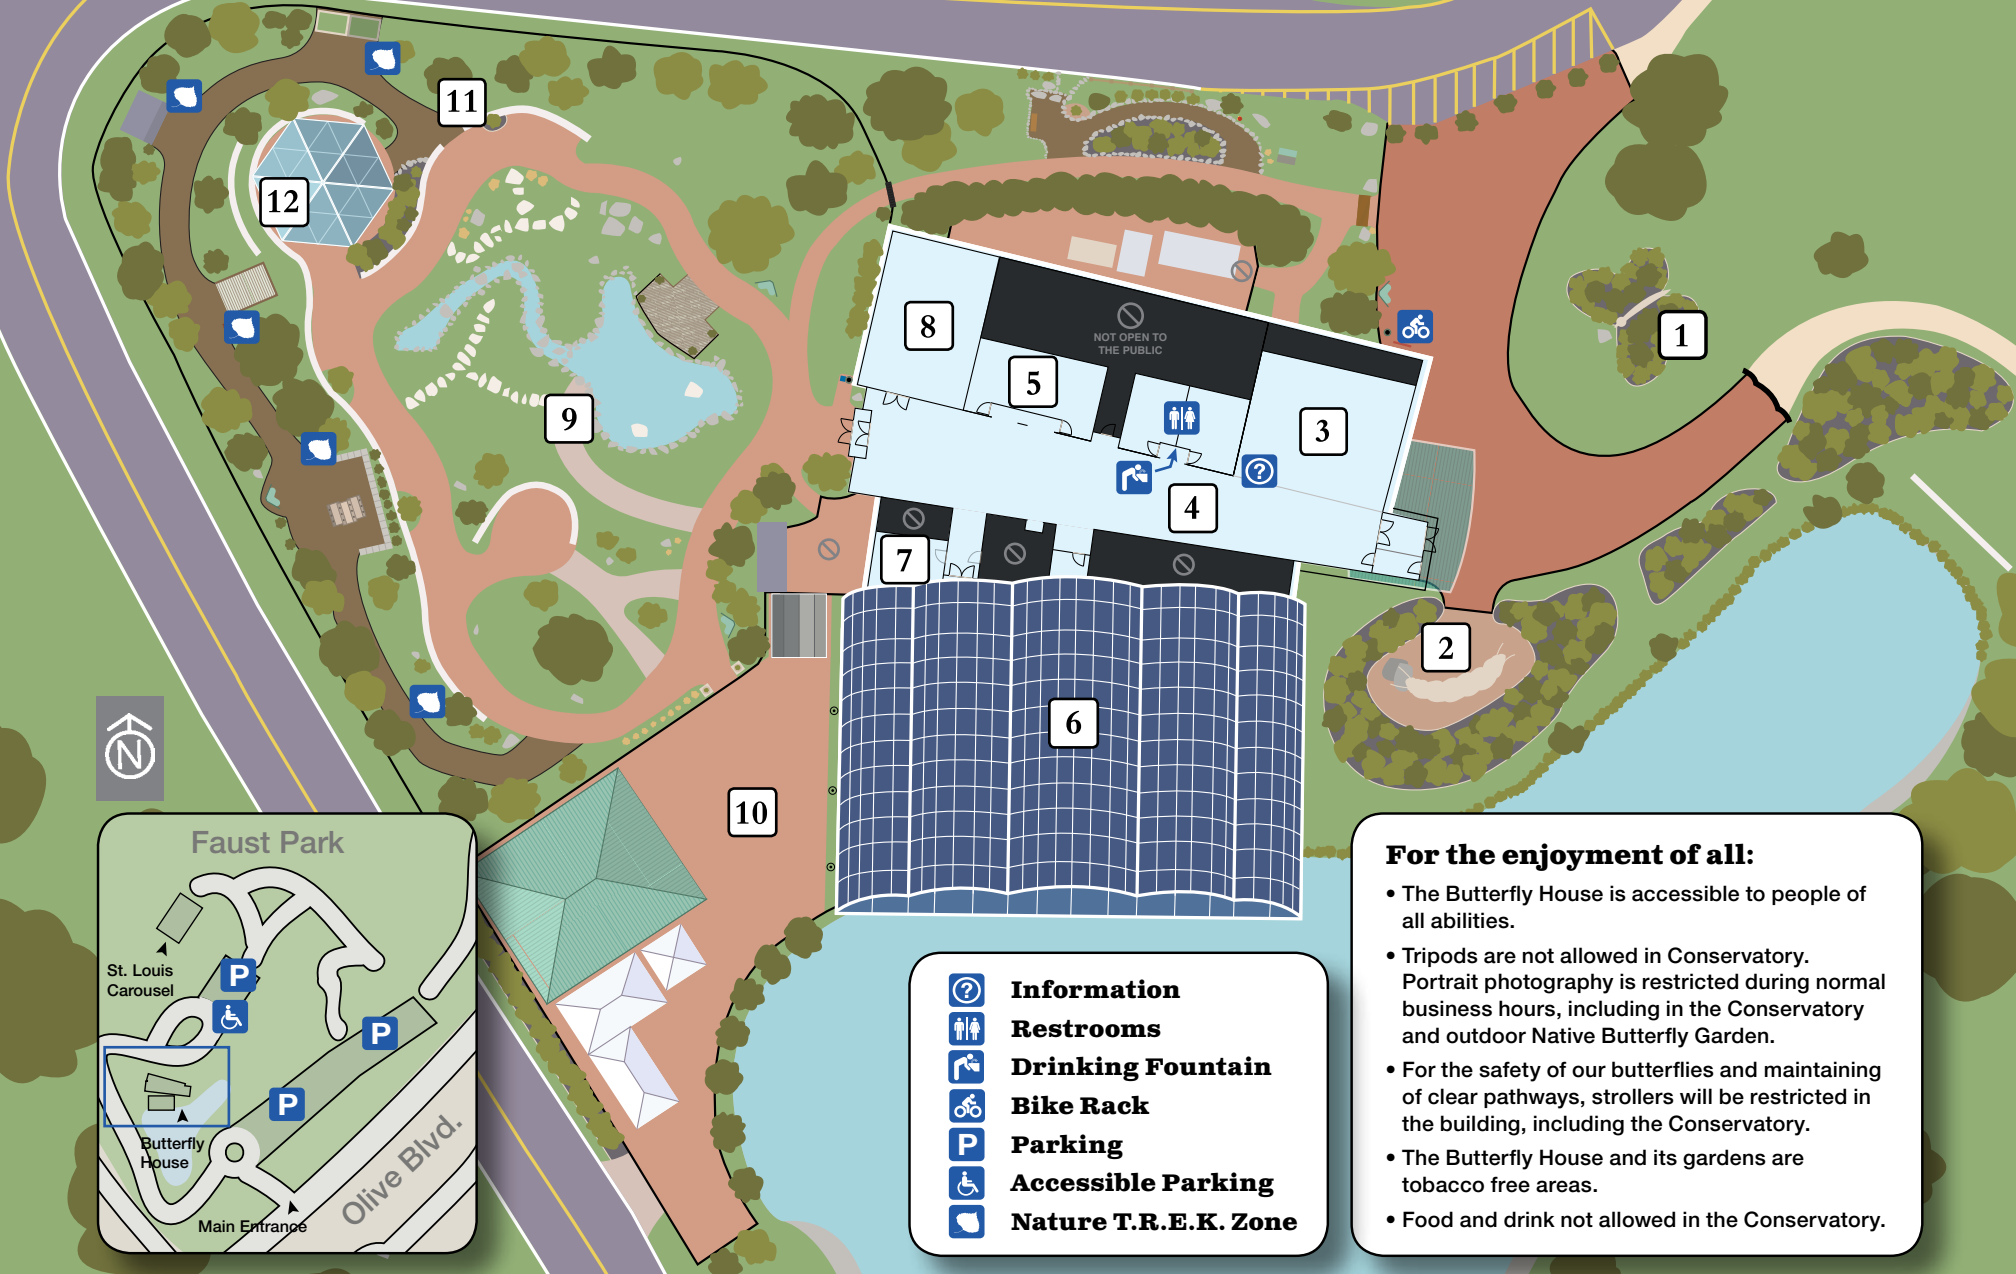 11
12
1
8
NOT OPEN TO
THE PUBLIC
5
9
3
4
7
2
6
10
N
Faust Park
St. Louis
Carousel
P
P
P
Butterfly
House
Main Entrance
Olive Blvd.
? Information
Restrooms
Drinking Fountain
Bike Rack
P Parking
Accessible Parking
Nature T.R.E.K. Zone
For the enjoyment of all:
• The Butterfly House is accessible to people of
all abilities.
• Tripods are not allowed in Conservatory.
Portrait photography is restricted during normal
business hours, including in the Conservatory
and outdoor Native Butterfly Garden.
• For the safety of our butterflies and maintaining
of clear pathways, strollers will be restricted in
the building, including the Conservatory.
• The Butterfly House and its gardens are
tobacco free areas.
• Food and drink not allowed in the Conservatory.